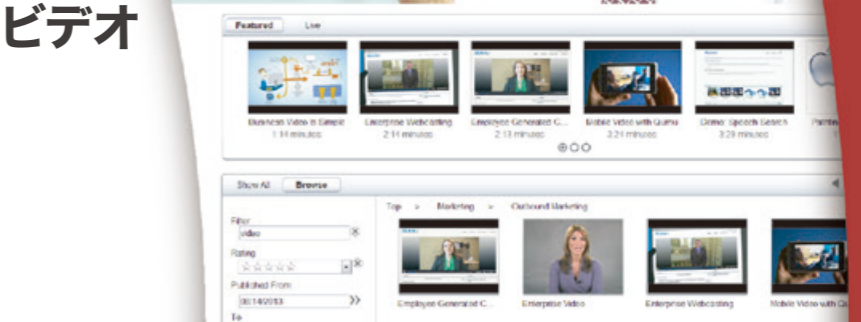 ビデオ
Featured Live
Business Video is Simple
1:14 minutes
Enterprise Webcasting
2:14 minutes
Employee Generated C...
2:13 minutes
Mobile Video with Qumu
3:21 minutes
Demo: Speech Search
3:29 minutes
Show All Browse
Top > Marketing > Outbound Marketing
Filter
video
Rating
Published From
08/14/2013
To
Employee Generated C...
Enterprise Video
Enterprise Webcasting
Mobile Video with